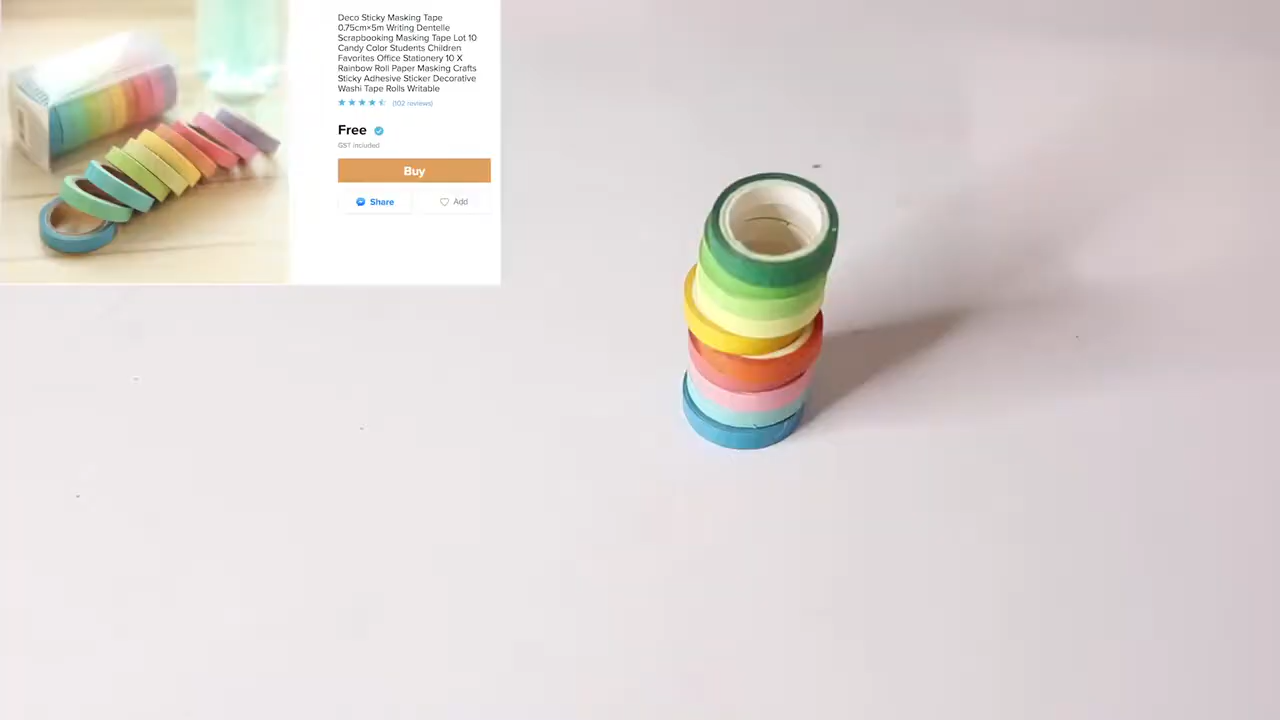 Deco Sticky Masking Tape
0.75cm×5m Writing Dentelle
Scrapbooking Masking Tape Lot 10
Candy Color Students Children
Favorites Office Stationery 10 X
Rainbow Roll Paper Masking Crafts
Sticky Adhesive Sticker Decorative
Washi Tape Rolls Writable
(102 reviews)
Free
GST included
Buy
Share
Add